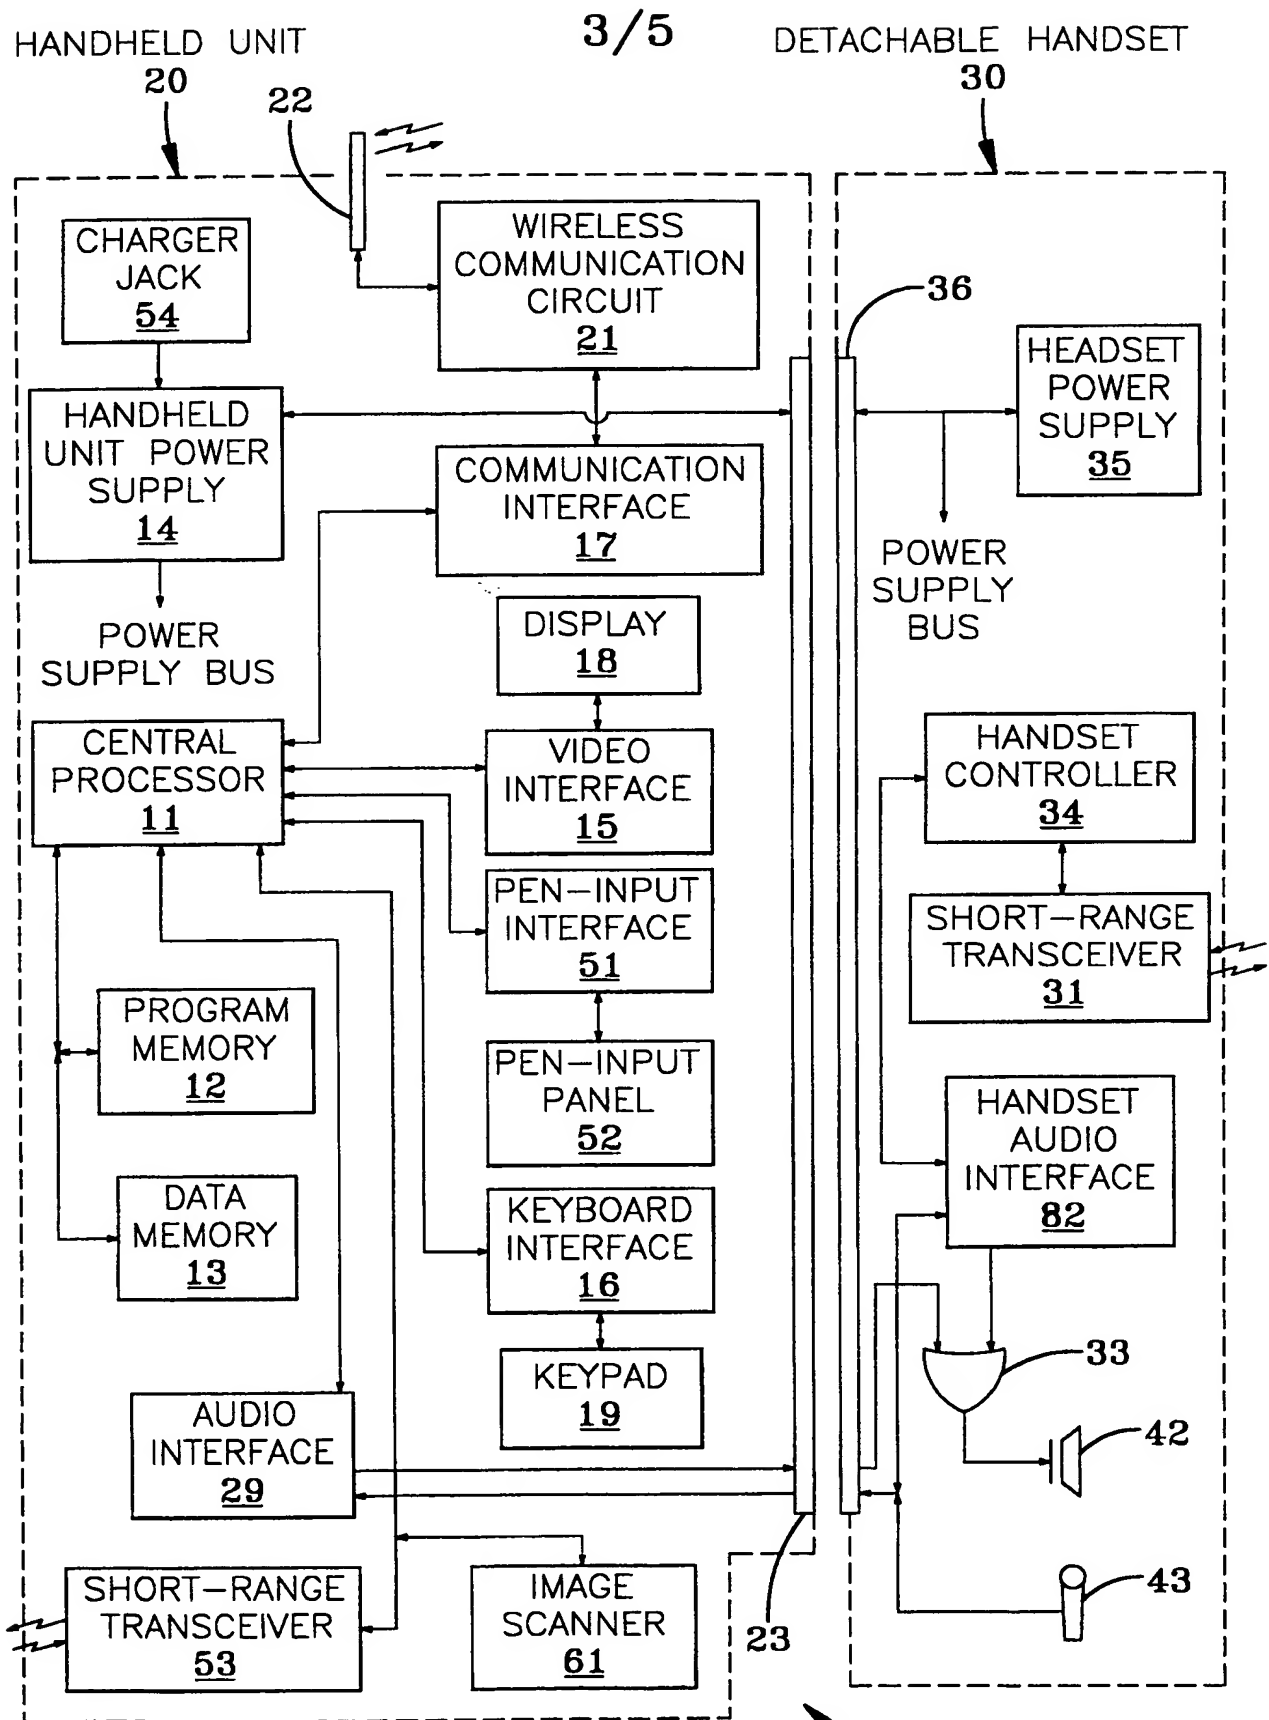 3/5
HANDHELD UNIT
20
DETACHABLE HANDSET
30
22
CHARGER
JACK
54
WIRELESS
COMMUNICATION
CIRCUIT
21
HANDHELD
UNIT POWER
SUPPLY
14
COMMUNICATION
INTERFACE
17
POWER
SUPPLY BUS
DISPLAY
18
CENTRAL
PROCESSOR
11
VIDEO
INTERFACE
15
PEN-INPUT
INTERFACE
51
PROGRAM
MEMORY
12
PEN-INPUT
PANEL
52
DATA
MEMORY
13
KEYBOARD
INTERFACE
16
KEYPAD
19
AUDIO
INTERFACE
29
SHORT-RANGE
TRANSCEIVER
53
IMAGE
SCANNER
61
23
36
HEADSET
POWER
SUPPLY
35
POWER
SUPPLY
BUS
HANDSET
CONTROLLER
34
SHORT-RANGE
TRANSCEIVER
31
HANDSET
AUDIO
INTERFACE
82
33
42
43